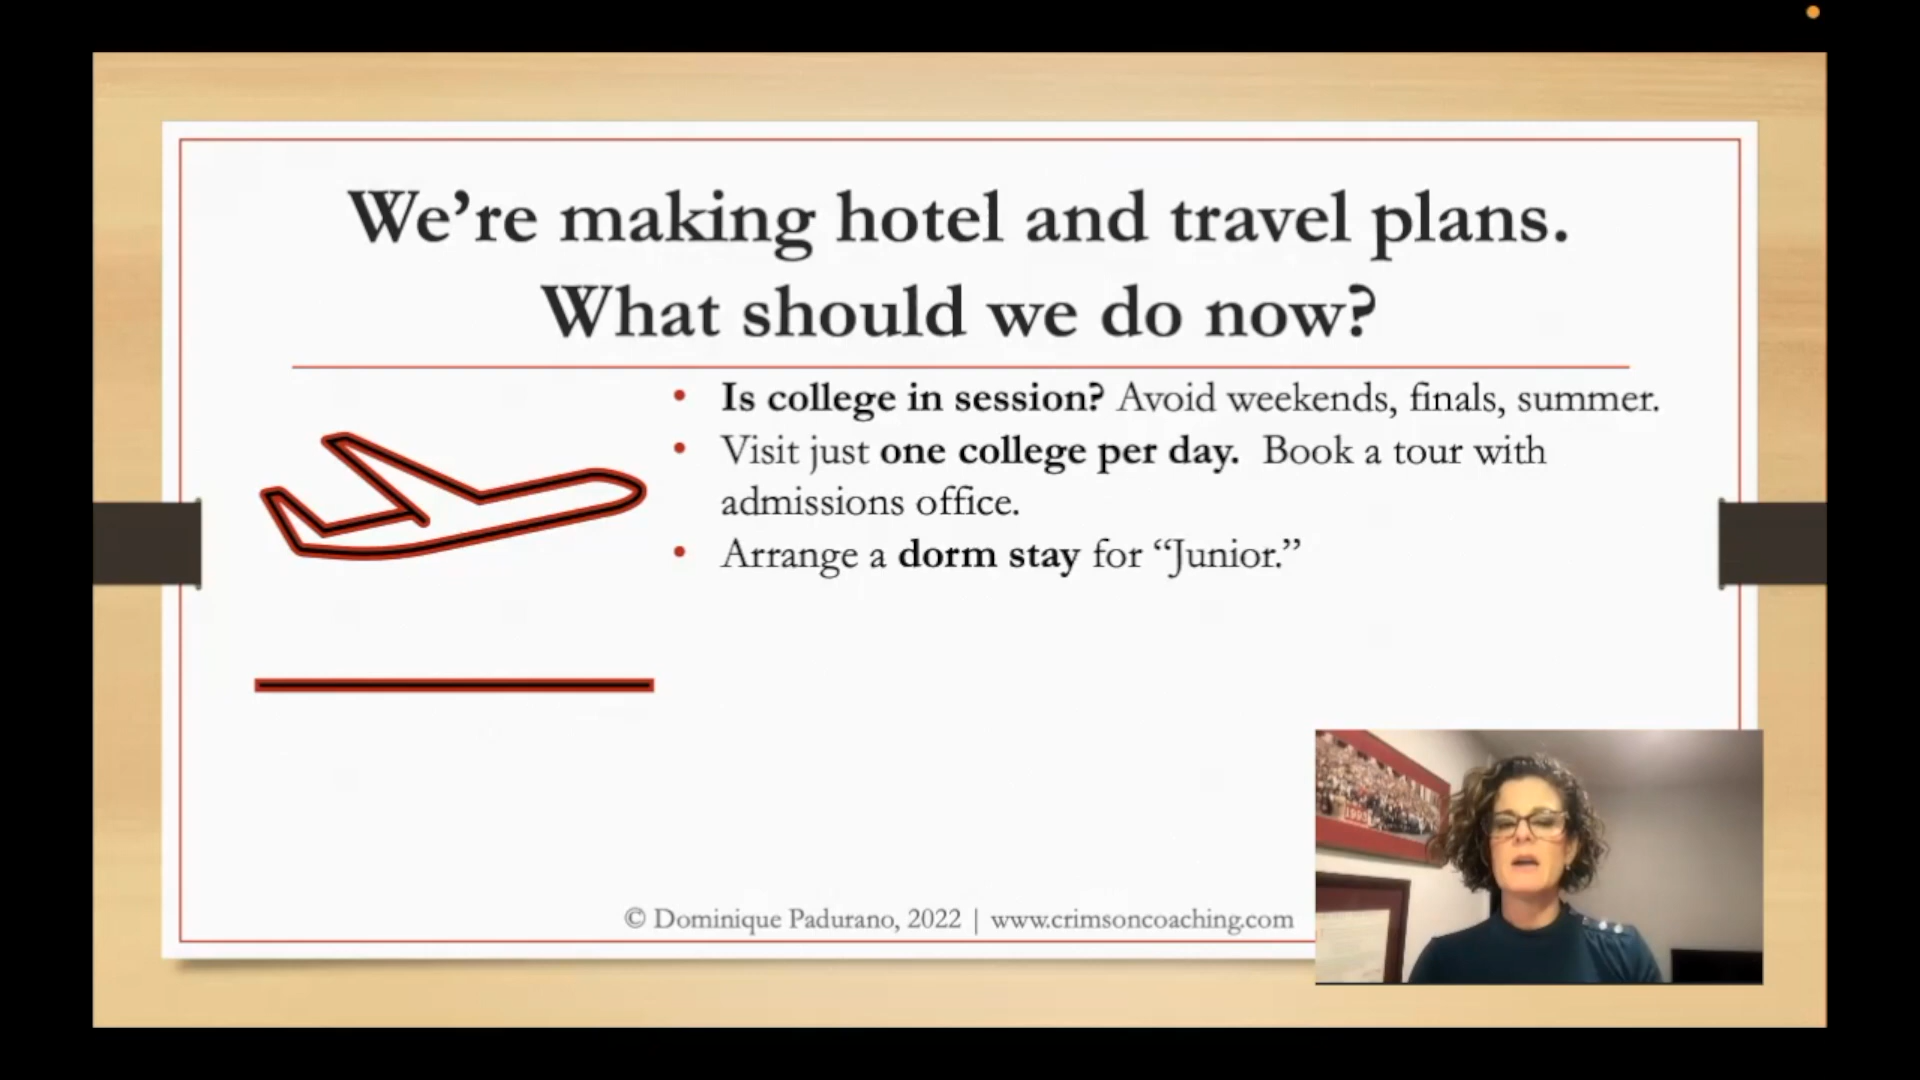 We’re making hotel and travel plans.
What should we do now?
• Is college in session? Avoid weekends, finals, summer.
• Visit just one college per day.  Book a tour with
admissions office.
• Arrange a dorm stay for “Junior.”
© Dominique Padurano, 2022 | www.crimsoncoaching.com
1993